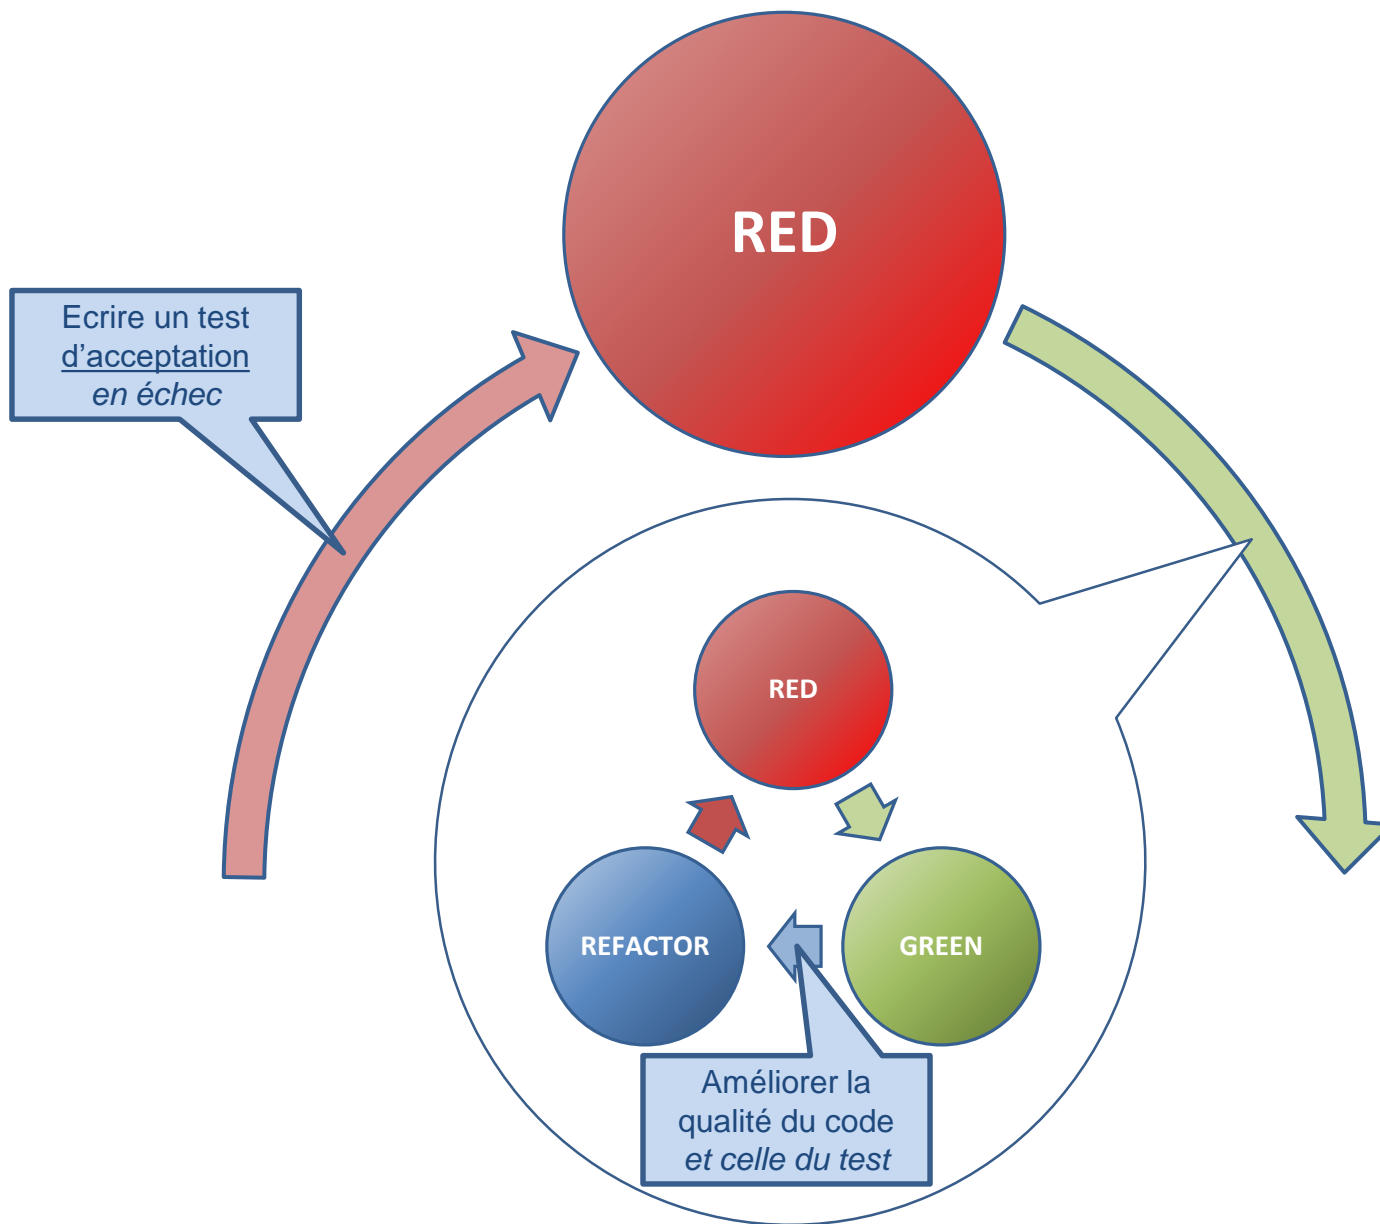 RED
Ecrire un test
d’acceptation
en échec
RED
REFACTOR
GREEN
Améliorer la
qualité du code
et celle du test